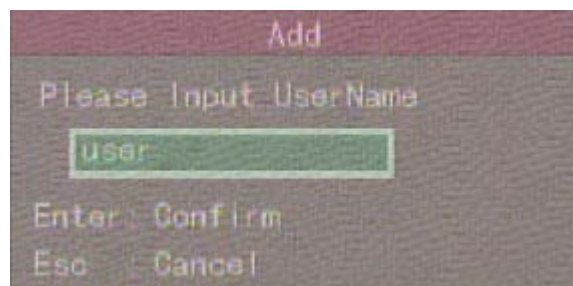 Add
Please Input UserName
user
Enter: Confirm
Esc : Cancel